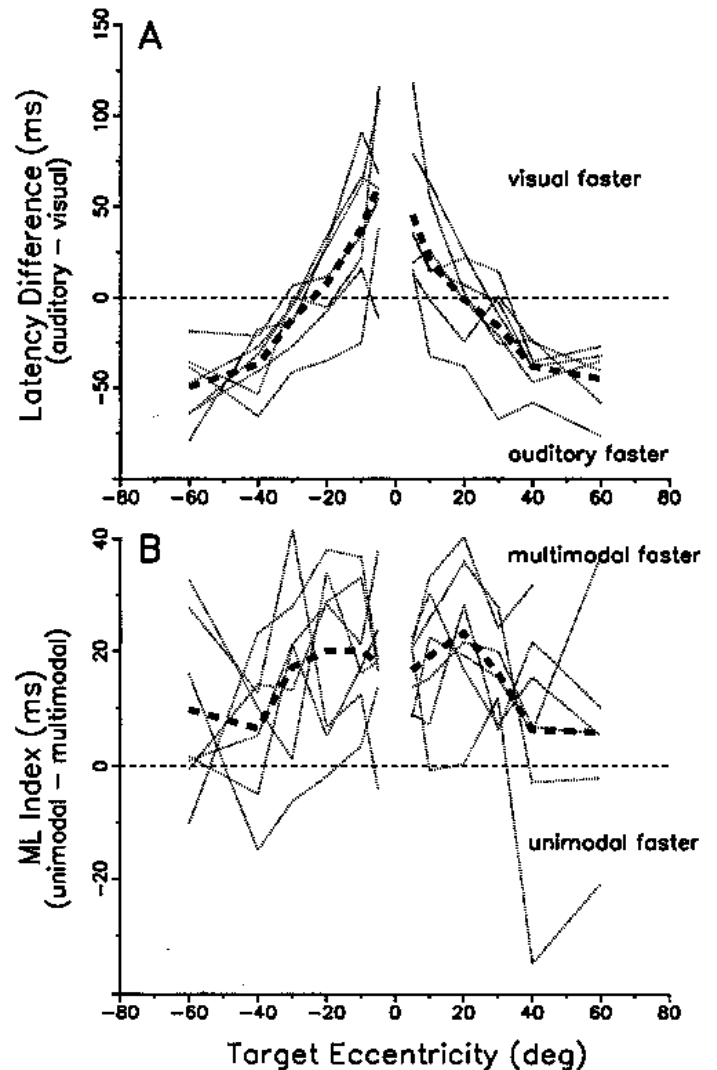 A
150
100
50
0
−50
Latency Difference (ms)
(auditory − visual)
visual faster
auditory faster
−80 −60 −40 −20 0 20 40 60 80
B
40
20
0
−20
ML Index (ms)
(unimodal − multimodal)
multimodal faster
unimodal faster
−80 −60 −40 −20 0 20 40 60 80
Target Eccentricity (deg)